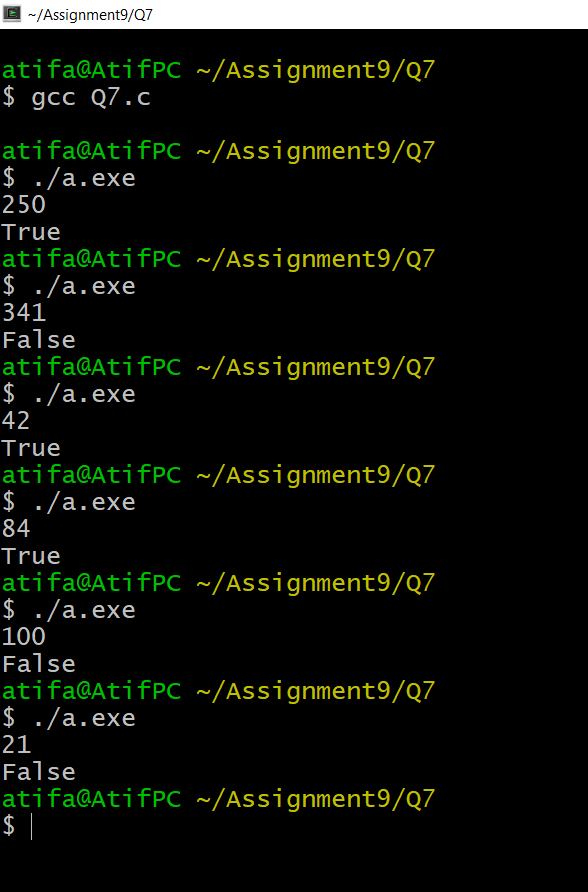 ~/Assignment9/Q7
atifa@AtifPC ~/Assignment9/Q7
$ gcc Q7.c
atifa@AtifPC ~/Assignment9/Q7
$ ./a.exe
250
True
atifa@AtifPC ~/Assignment9/Q7
$ ./a.exe
341
False
atifa@AtifPC ~/Assignment9/Q7
$ ./a.exe
42
True
atifa@AtifPC ~/Assignment9/Q7
$ ./a.exe
84
True
atifa@AtifPC ~/Assignment9/Q7
$ ./a.exe
100
False
atifa@AtifPC ~/Assignment9/Q7
$ ./a.exe
21
False
atifa@AtifPC ~/Assignment9/Q7
$